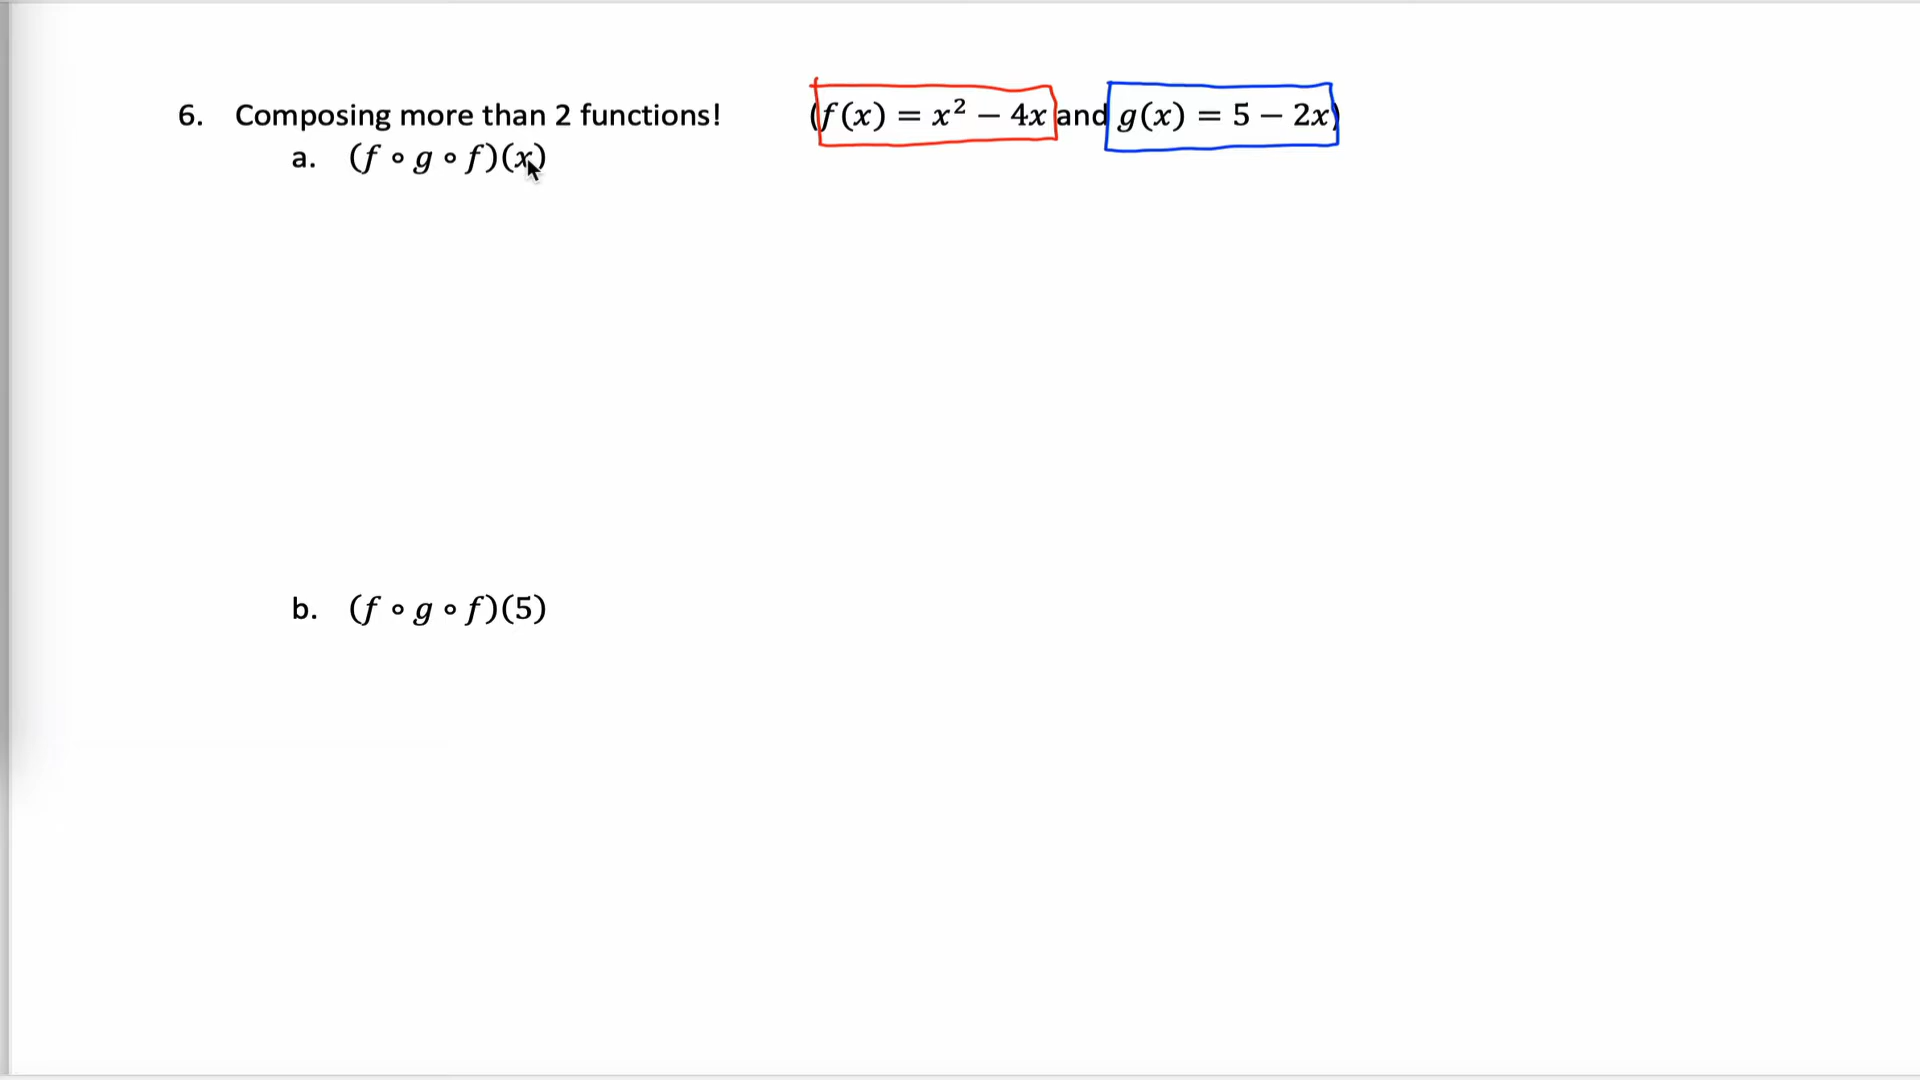 6. Composing more than 2 functions! (f(x) = x² − 4x and g(x) = 5 − 2x)
a. (f ∘ g ∘ f)(x)
b. (f ∘ g ∘ f)(5)